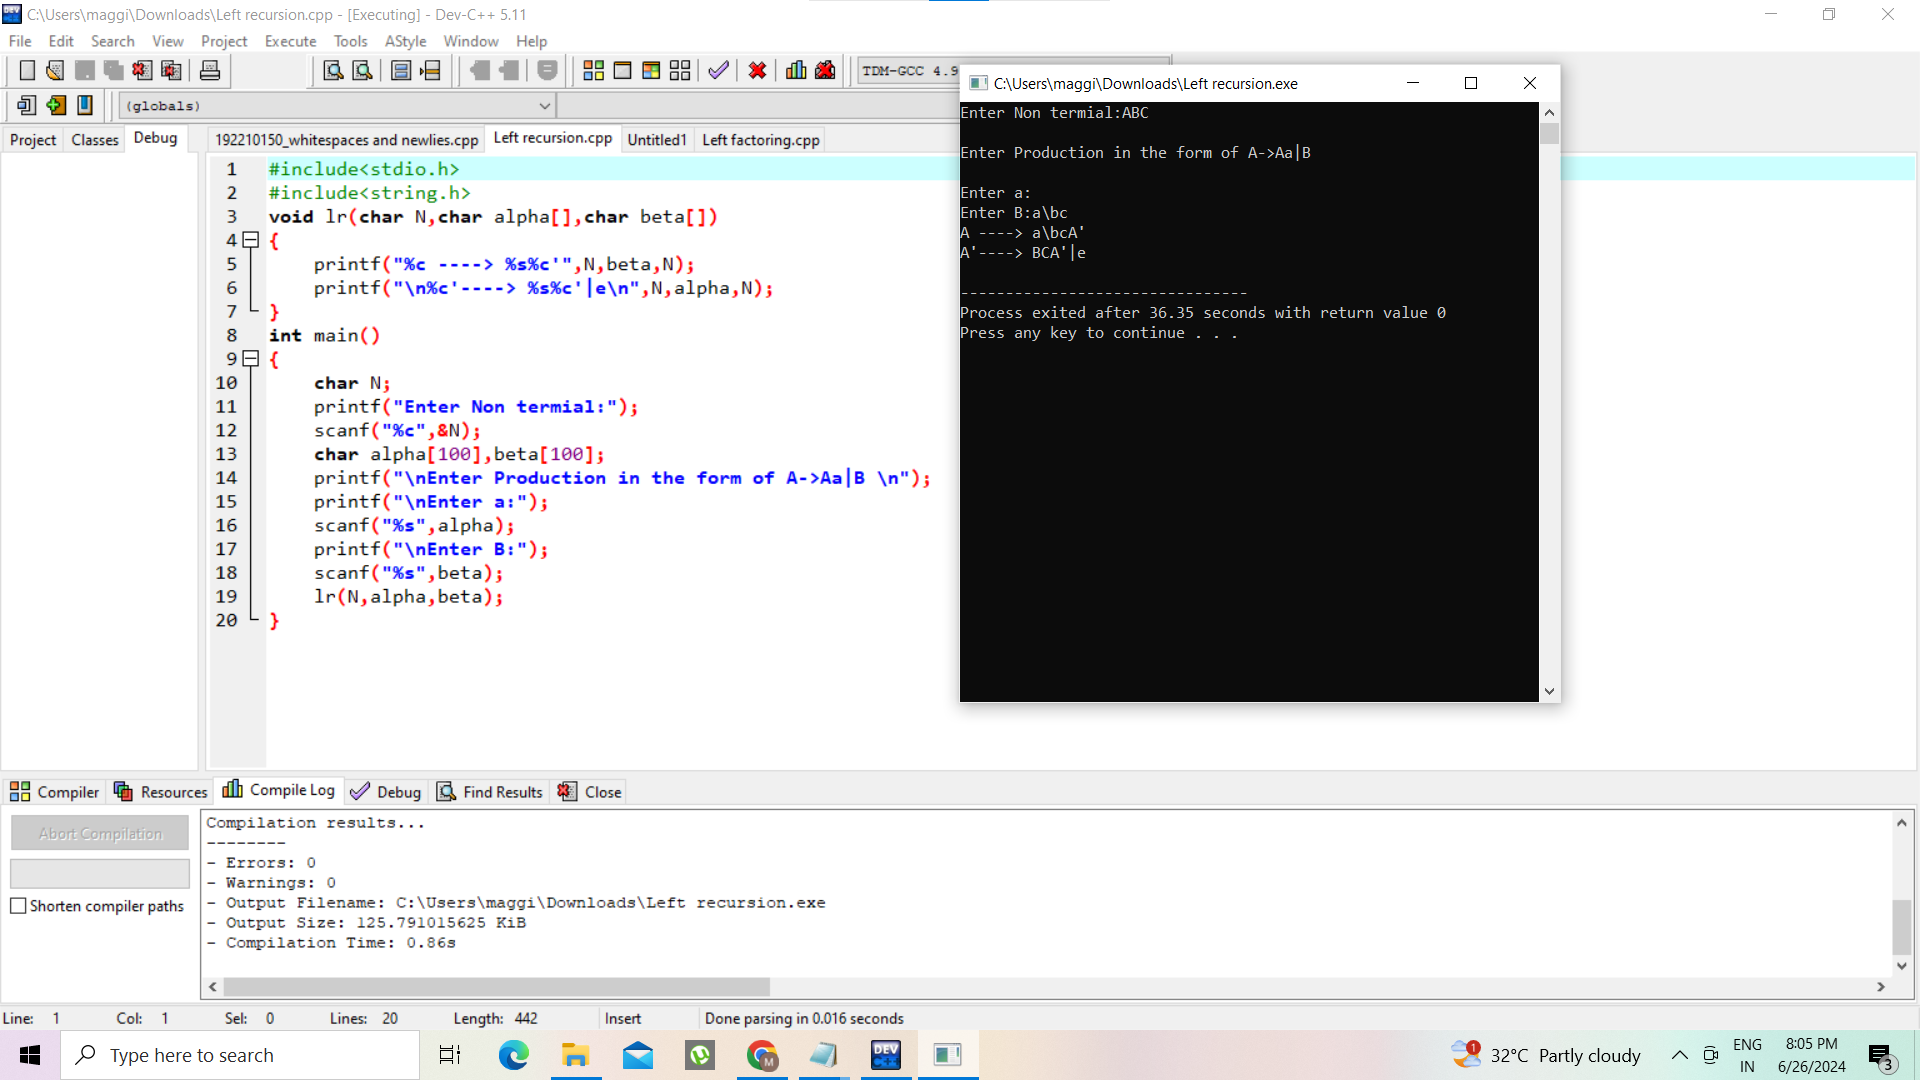 C:\Users\maggi\Downloads\Left recursion.cpp - [Executing] - Dev-C++ 5.11
File Edit Search View Project Execute Tools AStyle Window Help
TDM-GCC 4.9
(globals)
Project Classes Debug
192210150_whitespaces and newlies.cpp Left recursion.cpp Untitled1 Left factoring.cpp
1 #include<stdio.h>
2 #include<string.h>
3 void lr(char N,char alpha[],char beta[])
4 {
5 printf("%c ----> %s%c'",N,beta,N);
6 printf("\n%c'----> %s%c'|e\n",N,alpha,N);
7 }
8 int main()
9 {
10 char N;
11 printf("Enter Non termial:");
12 scanf("%c",&N);
13 char alpha[100],beta[100];
14 printf("\nEnter Production in the form of A->Aa|B \n");
15 printf("\nEnter a:");
16 scanf("%s",alpha);
17 printf("\nEnter B:");
18 scanf("%s",beta);
19 lr(N,alpha,beta);
20 }
C:\Users\maggi\Downloads\Left recursion.exe
Enter Non termial:ABC
Enter Production in the form of A->Aa|B
Enter a:
Enter B:a\bc
A ----> a\bcA'
A'----> BCA'|e
--------------------------------
Process exited after 36.35 seconds with return value 0
Press any key to continue . . .
Compiler Resources Compile Log Debug Find Results Close
Abort Compilation
Shorten compiler paths
Compilation results...
--------
- Errors: 0
- Warnings: 0
- Output Filename: C:\Users\maggi\Downloads\Left recursion.exe
- Output Size: 125.791015625 KiB
- Compilation Time: 0.86s
Line: 1 Col: 1 Sel: 0 Lines: 20 Length: 442 Insert Done parsing in 0.016 seconds
Type here to search
DEV
M
1
32°C Partly cloudy
ENG
IN
8:05 PM
6/26/2024
3